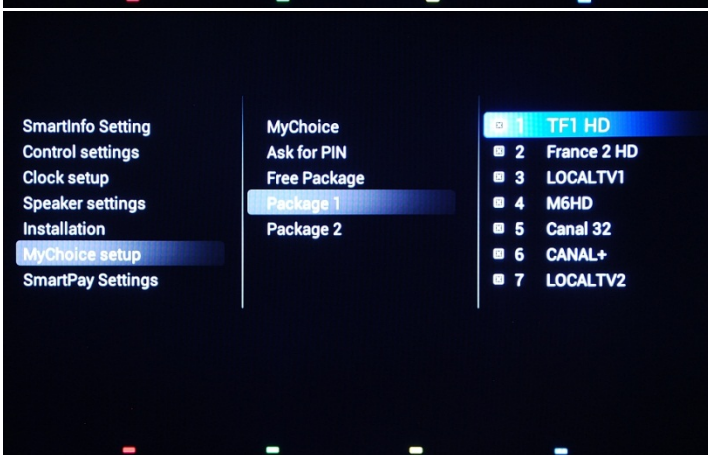 SmartInfo Setting
Control settings
Clock setup
Speaker settings
Installation
MyChoice setup
SmartPay Settings
MyChoice
Ask for PIN
Free Package
Package 1
Package 2
1 TF1 HD
2 France 2 HD
3 LOCALTV1
4 M6HD
5 Canal 32
6 CANAL+
7 LOCALTV2